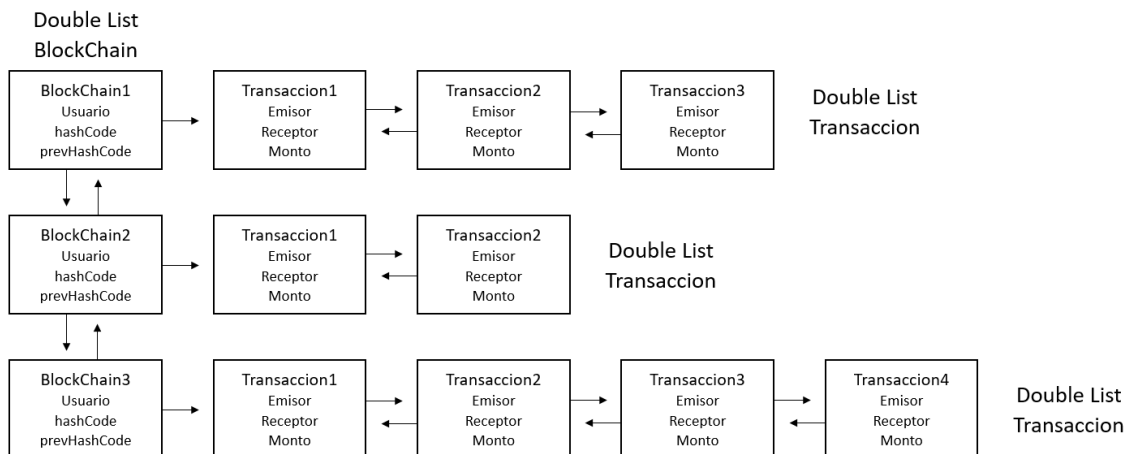 Double List
BlockChain
BlockChain1
Usuario
hashCode
prevHashCode
Transaccion1
Emisor
Receptor
Monto
Transaccion2
Emisor
Receptor
Monto
Transaccion3
Emisor
Receptor
Monto
Double List
Transaccion
BlockChain2
Usuario
hashCode
prevHashCode
Transaccion1
Emisor
Receptor
Monto
Transaccion2
Emisor
Receptor
Monto
Double List
Transaccion
BlockChain3
Usuario
hashCode
prevHashCode
Transaccion1
Emisor
Receptor
Monto
Transaccion2
Emisor
Receptor
Monto
Transaccion3
Emisor
Receptor
Monto
Transaccion4
Emisor
Receptor
Monto
Double List
Transaccion